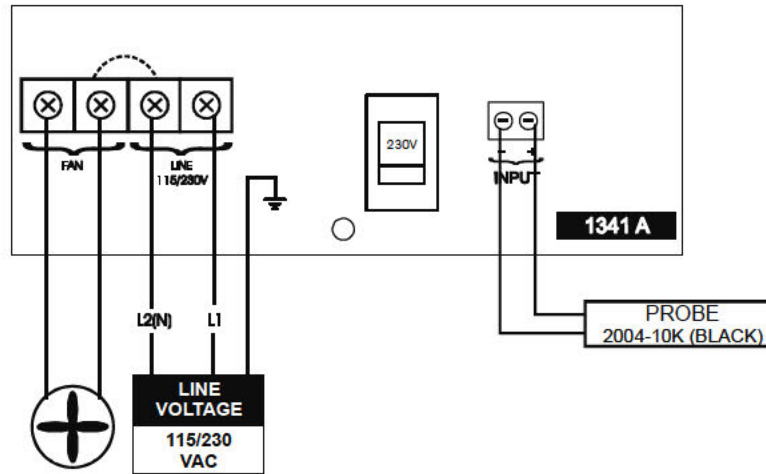 FAN
LINE
115/230V
230V
- +
INPUT
1341 A
L2(N) L1
LINE
VOLTAGE
115/230
VAC
PROBE
2004-10K (BLACK)